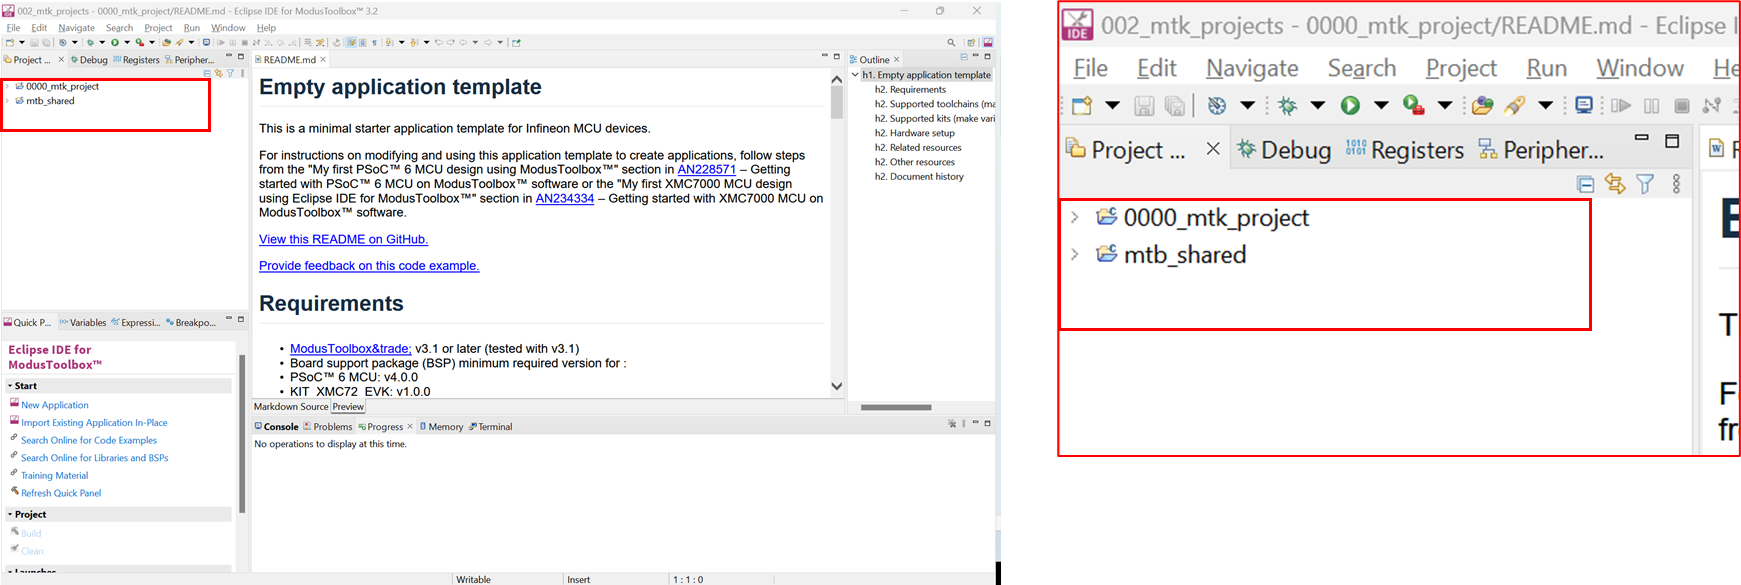 002_mtk_projects - 0000_mtk_project/README.md - Eclipse IDE for ModusToolbox™ 3.2
File Edit Navigate Search Project Run Window Help
Project ... Debug Registers Peripher...
0000_mtk_project
mtb_shared
README.md
Empty application template
This is a minimal starter application template for Infineon MCU devices.
For instructions on modifying and using this application template to create applications, follow steps
from the "My first PSoC™ 6 MCU design using ModusToolbox™" section in AN228571 – Getting
started with PSoC™ 6 MCU on ModusToolbox™ software or the "My first XMC7000 MCU design
using Eclipse IDE for ModusToolbox™" section in AN234334 – Getting started with XMC7000 MCU on
ModusToolbox™ software.
View this README on GitHub.
Provide feedback on this code example.
Requirements
• ModusToolbox&trade; v3.1 or later (tested with v3.1)
• Board support package (BSP) minimum required version for :
• PSoC™ 6 MCU: v4.0.0
• KIT_XMC72_EVK: v1.0.0
Markdown Source Preview
Outline
h1. Empty application template
h2. Requirements
h2. Supported toolchains (ma
h2. Supported kits (make vari
h2. Hardware setup
h2. Related resources
h2. Other resources
h2. Document history
Quick P... Variables Expressi... Breakpo...
Eclipse IDE for
ModusToolbox™
Start
New Application
Import Existing Application In-Place
Search Online for Code Examples
Search Online for Libraries and BSPs
Training Material
Refresh Quick Panel
Project
Build
Clean
Launches
Console Problems Progress Memory Terminal
No operations to display at this time.
Writable Insert 1 : 1 : 0
IDE 002_mtk_projects - 0000_mtk_project/README.md - Eclipse I
File Edit Navigate Search Project Run Window He
Project ... Debug Registers Peripher...
0000_mtk_project
mtb_shared
E
T
F
fr